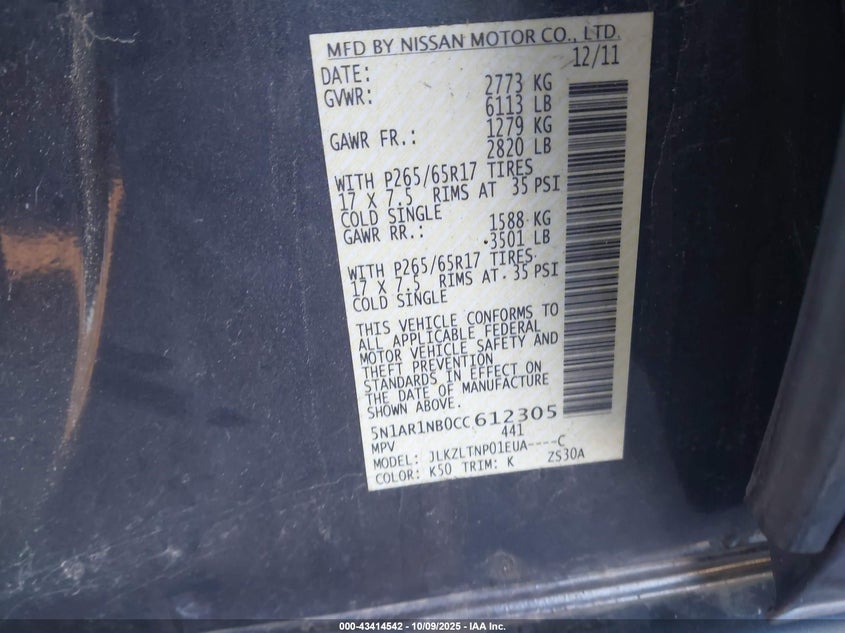 MFD BY NISSAN MOTOR CO., LTD.
DATE: 12/11
GVWR: 2773 KG
6113 LB
GAWR FR.: 1279 KG
2820 LB
WITH P265/65R17 TIRES
17 X 7.5 RIMS AT 35 PSI
COLD SINGLE
GAWR RR.: 1588 KG
3501 LB
WITH P265/65R17 TIRES
17 X 7.5 RIMS AT 35 PSI
COLD SINGLE
THIS VEHICLE CONFORMS TO
ALL APPLICABLE FEDERAL
MOTOR VEHICLE SAFETY AND
THEFT PREVENTION
STANDARDS IN EFFECT ON
THE DATE OF MANUFACTURE
SHOWN ABOVE.
5N1AR1NB0CC612305
MPV 441
MODEL: JLKZLTNP01EUA----C
COLOR: K50 TRIM: K ZS30A
000-43414542 - 10/09/2025 - IAA Inc.